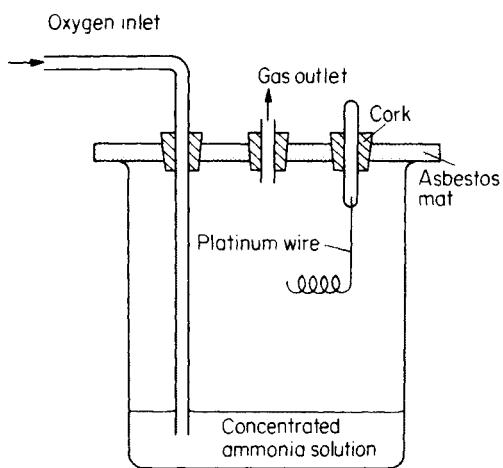 Oxygen inlet
Gas outlet
Cork
Asbestos
mat
Platinum wire
Concentrated
ammonia solution